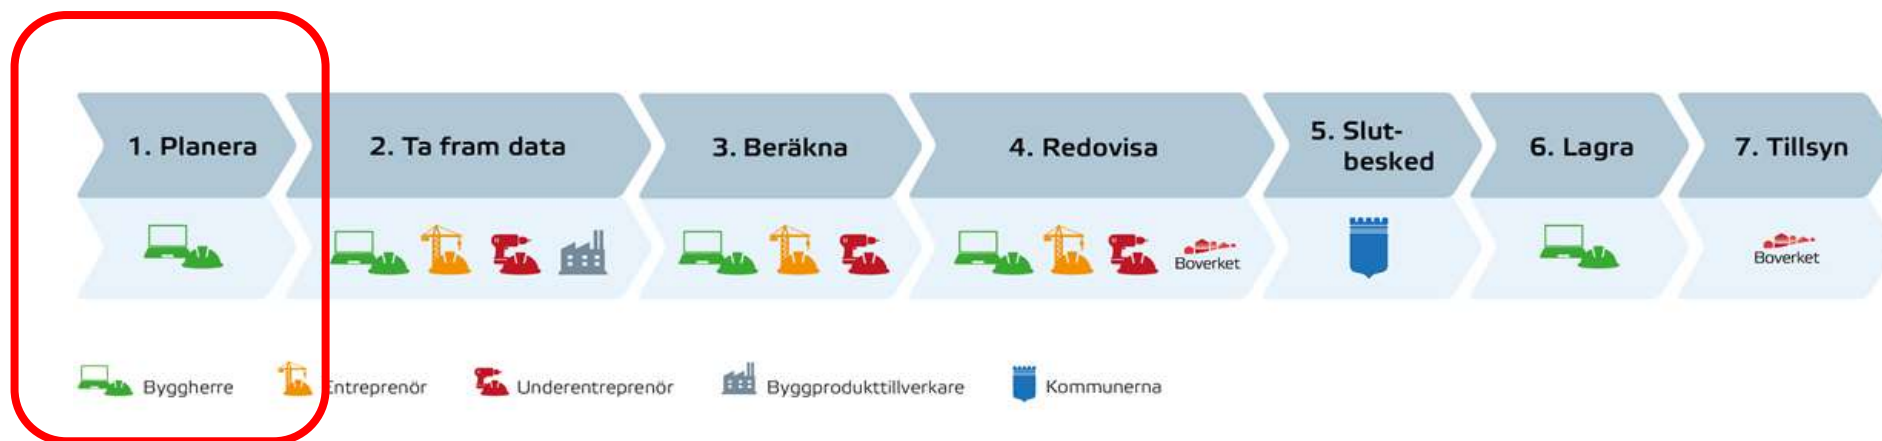 1. Planera
2. Ta fram data
3. Beräkna
4. Redovisa
5. Slut-
besked
6. Lagra
7. Tillsyn
Boverket
Boverket
Byggherre
Entreprenör
Underentreprenör
Byggprodukttillverkare
Kommunerna